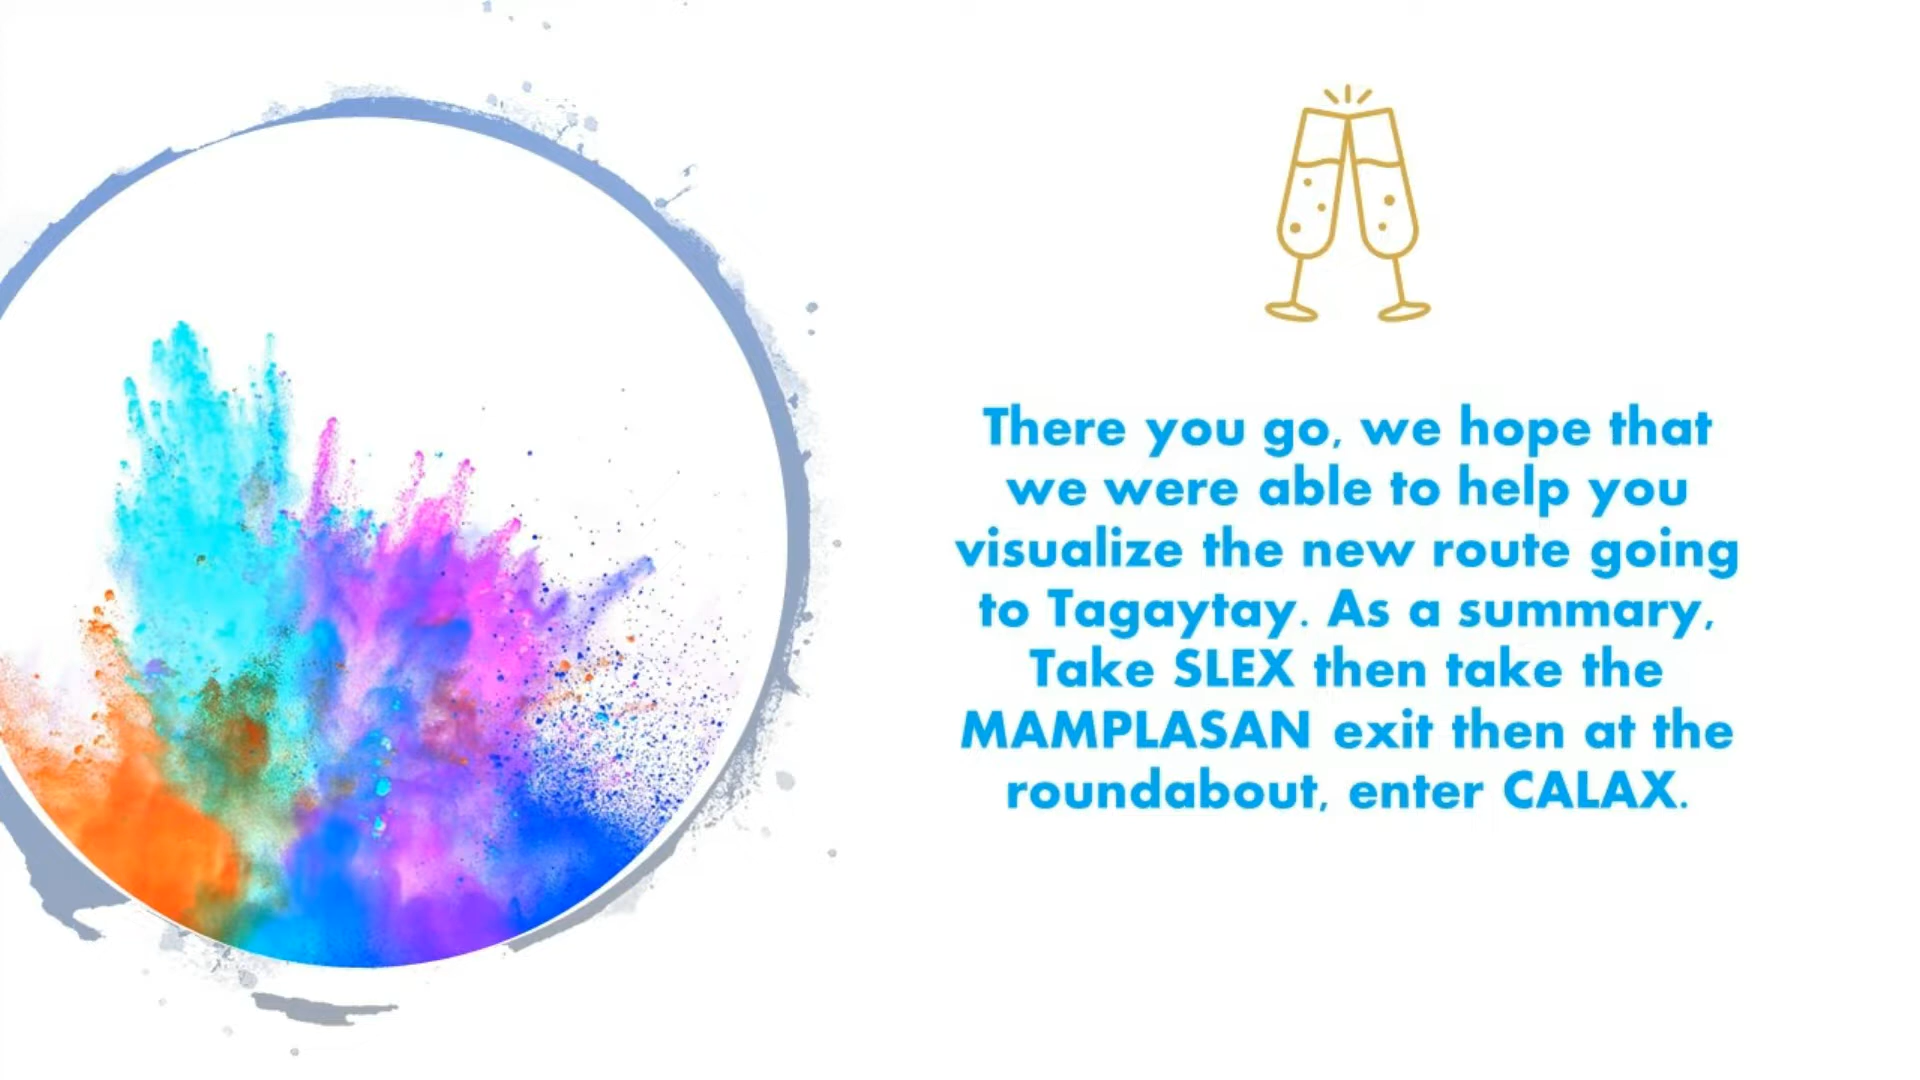 There you go, we hope that
we were able to help you
visualize the new route going
to Tagaytay. As a summary,
Take SLEX then take the
MAMPLASAN exit then at the
roundabout, enter CALAX.